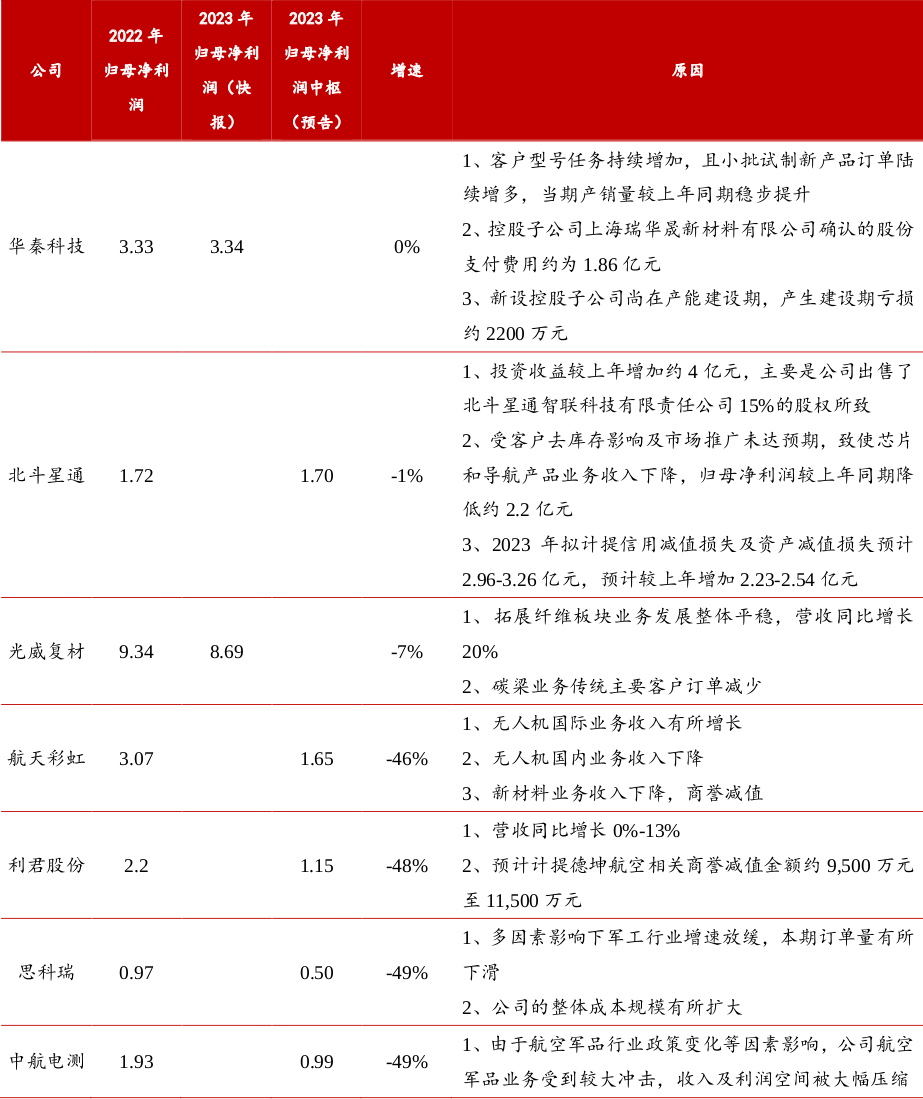 公司
2022 年
归母净利
润
2023 年
归母净利
润（快
报）
2023 年
归母净利
润中枢
（预告）
增速
原因
华秦科技
3.33
3.34
0%
1、客户型号任务持续增加，且小批试制新产品订单陆
续增多，当期产销量较上年同期稳步提升
2、控股子公司上海瑞华晟新材料有限公司确认的股份
支付费用约为 1.86 亿元
3、新设控股子公司尚在产能建设期，产生建设期亏损
约 2200 万元
北斗星通
1.72
1.70
-1%
1、投资收益较上年增加约 4 亿元，主要是公司出售了
北斗星通智联科技有限责任公司 15%的股权所致
2、受客户去库存影响及市场推广未达预期，致使芯片
和导航产品业务收入下降，归母净利润较上年同期降
低约 2.2 亿元
3、2023 年拟计提信用减值损失及资产减值损失预计
2.96-3.26 亿元，预计较上年增加 2.23-2.54 亿元
光威复材
9.34
8.69
-7%
1、拓展纤维板块业务发展整体平稳，营收同比增长
20%
2、碳梁业务传统主要客户订单减少
航天彩虹
3.07
1.65
-46%
1、无人机国际业务收入有所增长
2、无人机国内业务收入下降
3、新材料业务收入下降，商誉减值
利君股份
2.2
1.15
-48%
1、营收同比增长 0%-13%
2、预计计提德坤航空相关商誉减值金额约 9,500 万元
至 11,500 万元
思科瑞
0.97
0.50
-49%
1、多因素影响下军工行业增速放缓，本期订单量有所
下滑
2、公司的整体成本规模有所扩大
中航电测
1.93
0.99
-49%
1、由于航空军品行业政策变化等因素影响，公司航空
军品业务受到较大冲击，收入及利润空间被大幅压缩